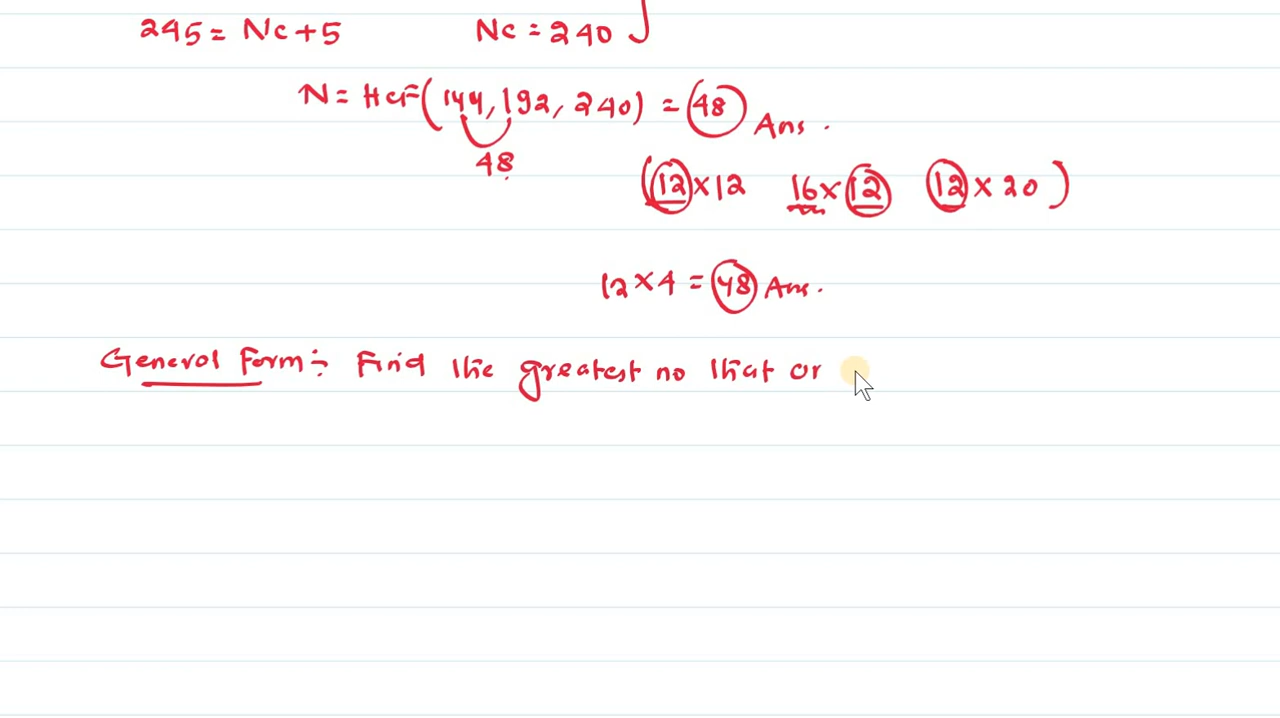 245 = Nc + 5 Nc = 240
N = HCF (144, 192, 240) = 48 Ans.
48
(12 × 12 16 × 12 12 × 20)
12 × 4 = 48 Ans.
General Form :- Find the greatest no that or